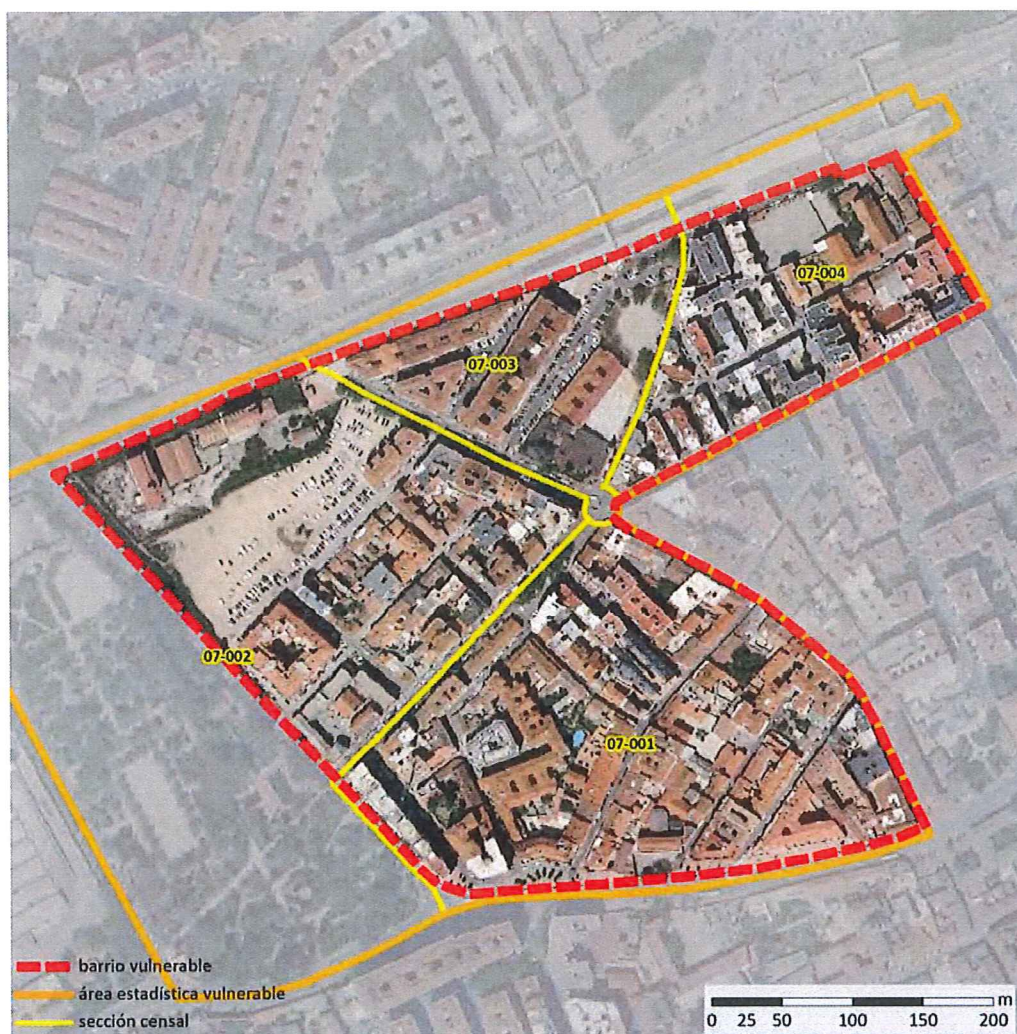 07-004
07-003
07-002
07-001
barrio vulnerable
área estadística vulnerable
sección censal
m
0 25 50 100 150 200